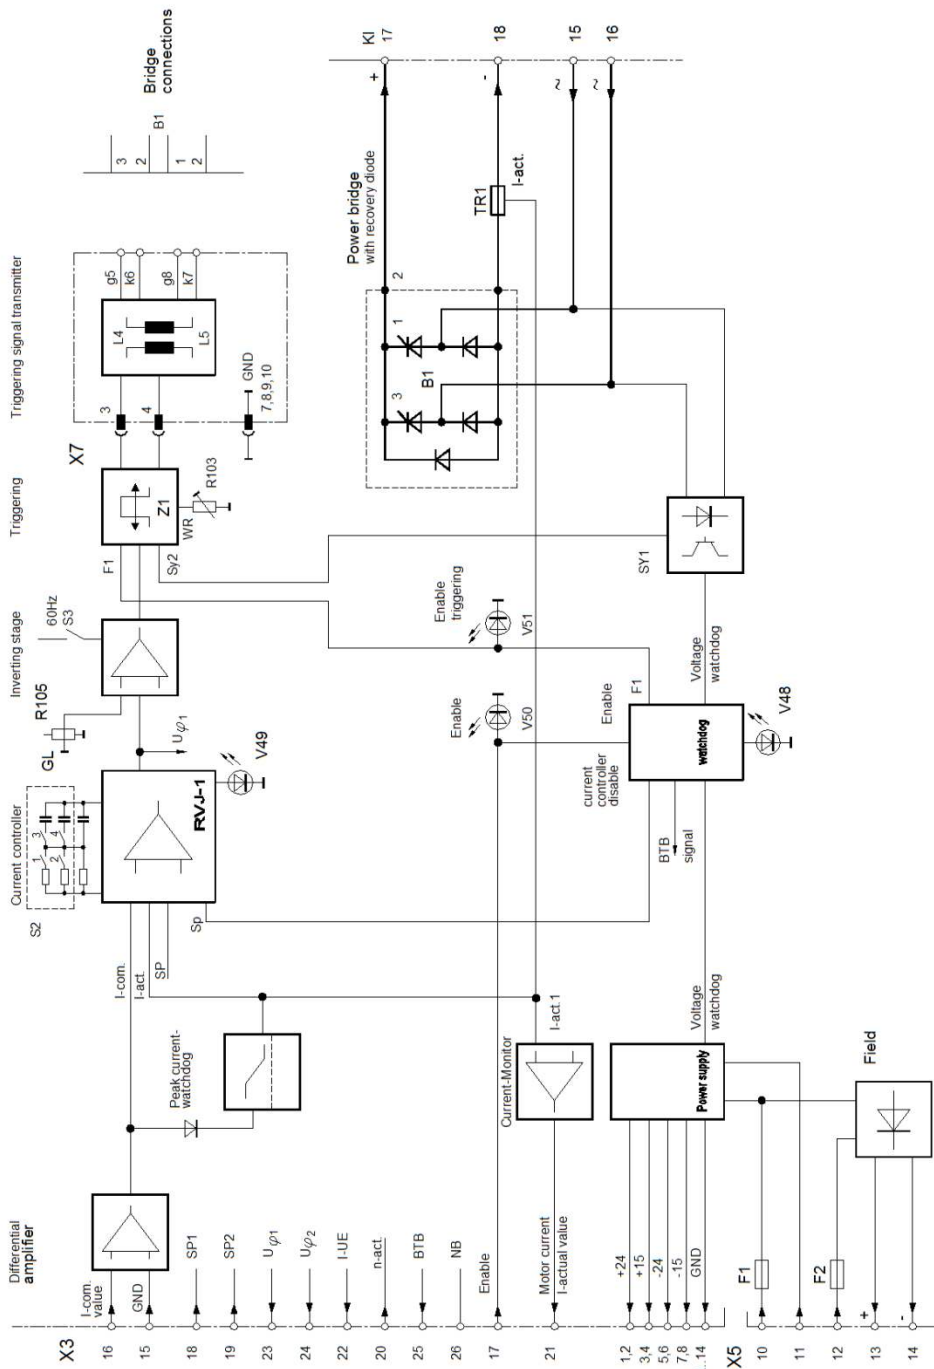 Differential
amplifier
Current controller
Inverting stage
Triggering
Triggering signal transmitter
Bridge
connections
X3
I-com.
value
16
GND
15
SP1
18
SP2
19
Uφ1
23
Uφ2
24
I-UE
22
n-act.
20
BTB
25
NB
26
Enable
17
Motor current
I-actual value
21
+24
1,2
+15
3,4
-24
5,6
-15
7,8
GND
...14
X5
F1
10
11
F2
12
+
13
-
14
Peak current-
watchdog
Current-Monitor
I-act.1
Power supply
Field
Voltage
watchdog
S2
1
3
2
4
I-com.
I-act.
SP
Sp
RVJ-1
V49
Uφ1
GL
R105
60Hz
S3
F1
Sy2
Z1
WR
R103
X7
3
4
L4
L5
g5
k6
g8
k7
GND
7,8,9,10
3
2
B1
1
2
current
controller
disable
BTB
signal
watchdog
Enable
F1
V48
Enable
V50
Enable
triggering
V51
Voltage
watchdog
SY1
Power bridge
with recovery diode
2
3
1
B1
TR1
I-act.
KI
+
17
-
18
~
15
~
16